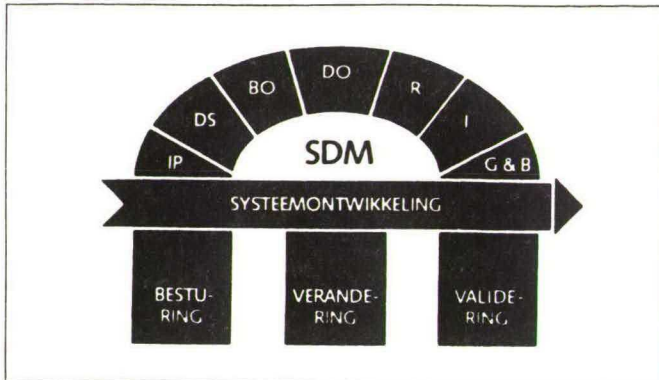 DO
BO
R
DS
I
IP
SDM
G & B
SYSTEEMONTWIKKELING
BESTU-
RING
VERANDE-
RING
VALIDE-
RING